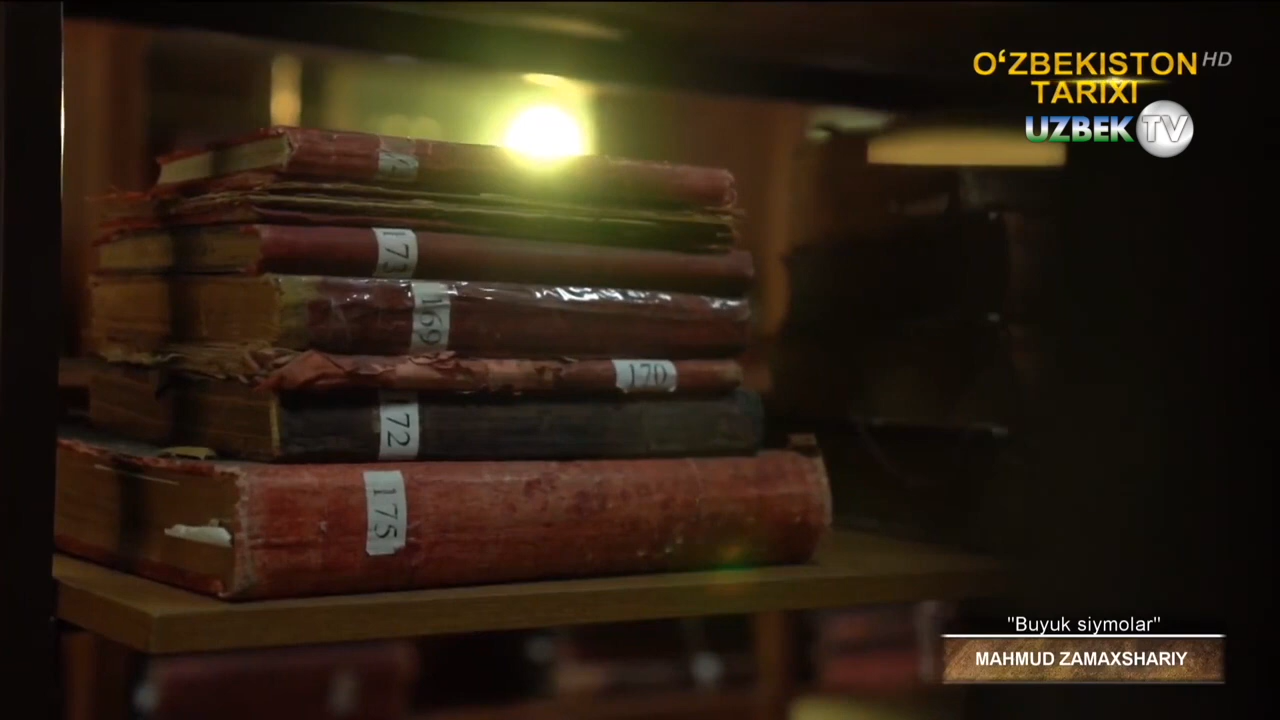 O‘ZBEKISTON HD
TARIXI
UZBEK TV
173
169
170
172
175
"Buyuk siymolar"
MAHMUD ZAMAXSHARIY